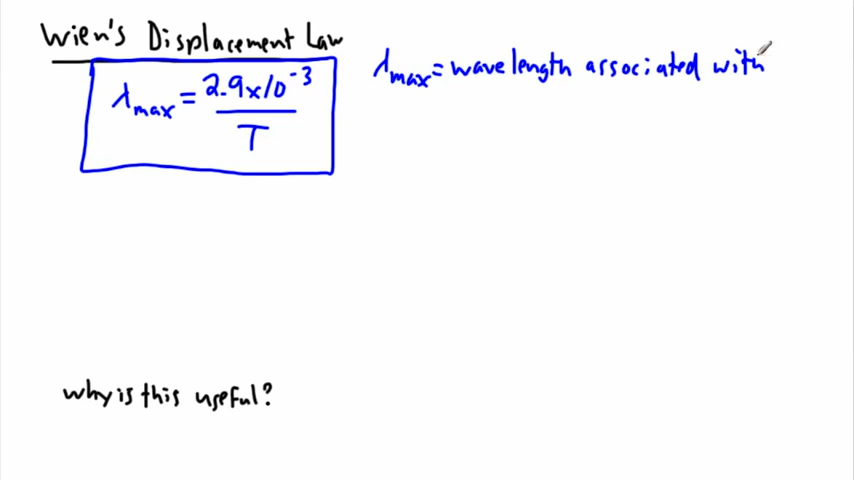 Wien's Displacement Law
λmax = 2.9x10⁻³ / T
λmax = wavelength associated with
why is this useful?